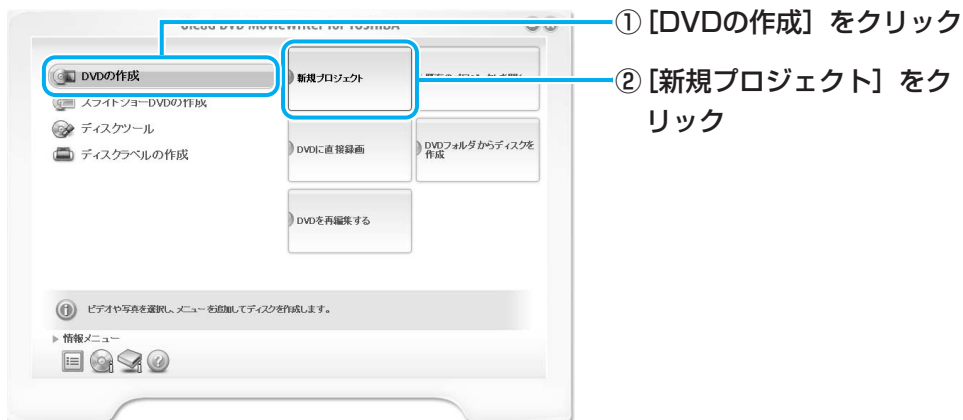 Ulead DVD MovieWriter for TOSHIBA
①[DVDの作成]をクリック
②[新規プロジェクト]をク
リック
DVDの作成
スライドショーDVDの作成
ディスクツール
ディスクラベルの作成
新規プロジェクト
DVDに直接録画
DVDフォルダからディスクを
作成
DVDを再編集する
ビデオや写真を選択し、メニューを追加してディスクを作成します。
情報メニュー